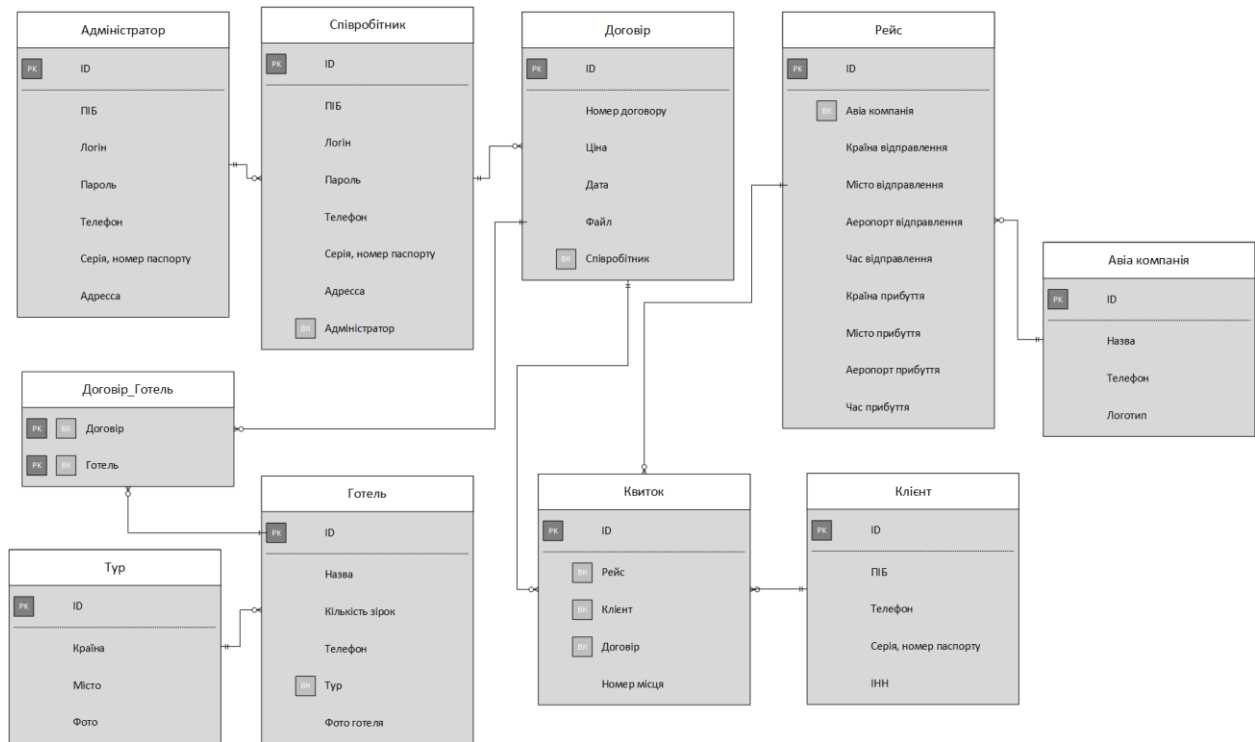 Адміністратор
PK ID
ПІБ
Логін
Пароль
Телефон
Серія, номер паспорту
Адресса
Співробітник
PK ID
ПІБ
Логін
Пароль
Телефон
Серія, номер паспорту
Адресса
ВК Адміністратор
Договір
PK ID
Номер договору
Ціна
Дата
Файл
ВК Співробітник
Рейс
PK ID
ВК Авіа компанія
Країна відправлення
Місто відправлення
Аеропорт відправлення
Час відправлення
Країна прибуття
Місто прибуття
Аеропорт прибуття
Час прибуття
Авіа компанія
PK ID
Назва
Телефон
Логотип
Договір_Готель
PK ВК Договір
PK ВК Готель
Тур
PK ID
Країна
Місто
Фото
Готель
PK ID
Назва
Кількість зірок
Телефон
ВК Тур
Фото готеля
Квиток
PK ID
ВК Рейс
ВК Клієнт
ВК Договір
Номер місця
Клієнт
PK ID
ПІБ
Телефон
Серія, номер паспорту
ІНН